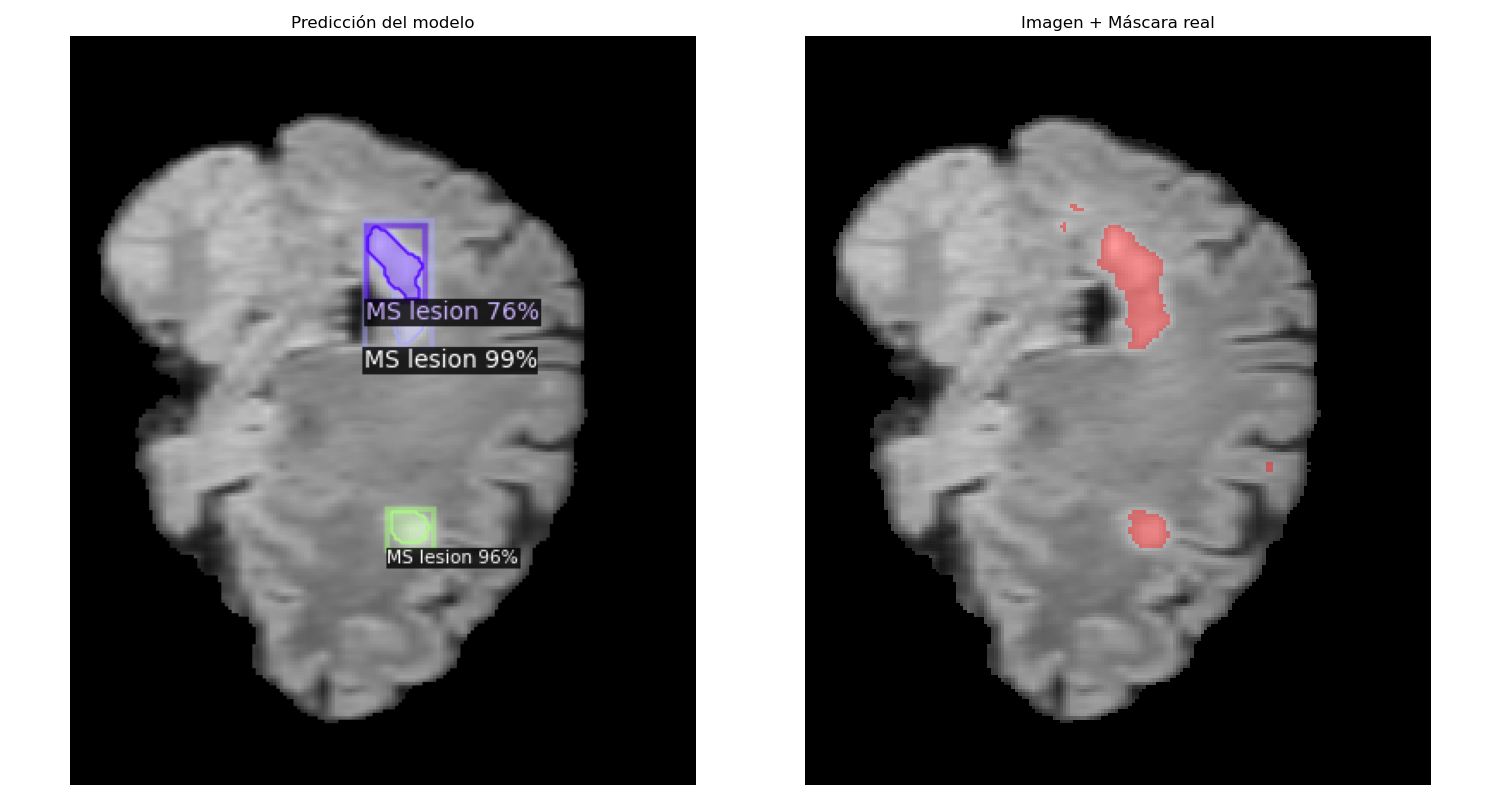 Predicción del modelo
Imagen + Máscara real
MS lesion 76%
MS lesion 99%
MS lesion 96%